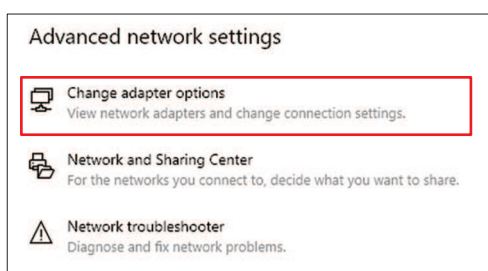 Advanced network settings
Change adapter options
View network adapters and change connection settings.
Network and Sharing Center
For the networks you connect to, decide what you want to share.
Network troubleshooter
Diagnose and fix network problems.